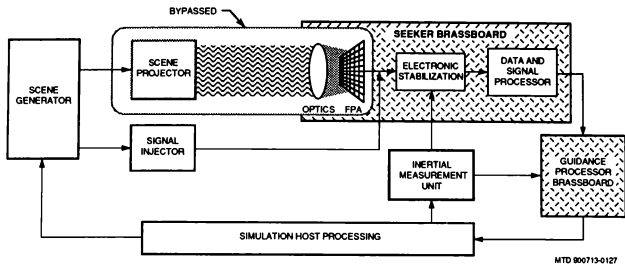 BYPASSED
SEEKER BRASSBOARD
SCENE
GENERATOR
SCENE
PROJECTOR
OPTICS
FPA
ELECTRONIC
STABILIZATION
DATA AND
SIGNAL
PROCESSOR
SIGNAL
INJECTOR
INERTIAL
MEASUREMENT
UNIT
GUIDANCE
PROCESSOR
BRASSBOARD
SIMULATION HOST PROCESSING
MTD 900713-0127